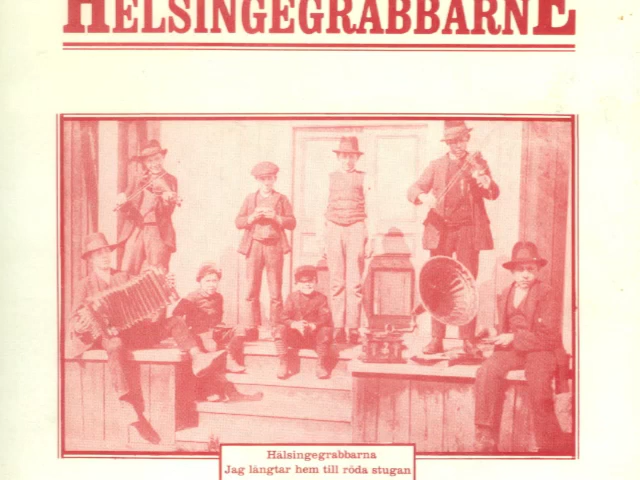 HELSINGEGRABBARNE
Hälsingegrabbarna
Jag längtar hem till röda stugan